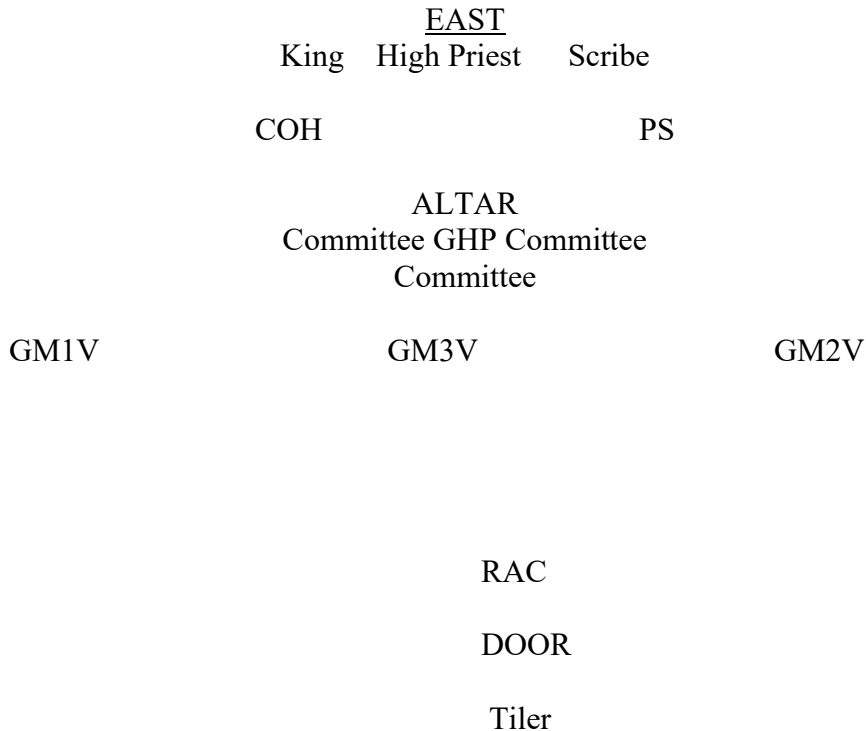 EAST
King High Priest Scribe
COH PS
ALTAR
Committee GHP Committee
Committee
GM1V GM3V GM2V
RAC
DOOR
Tiler